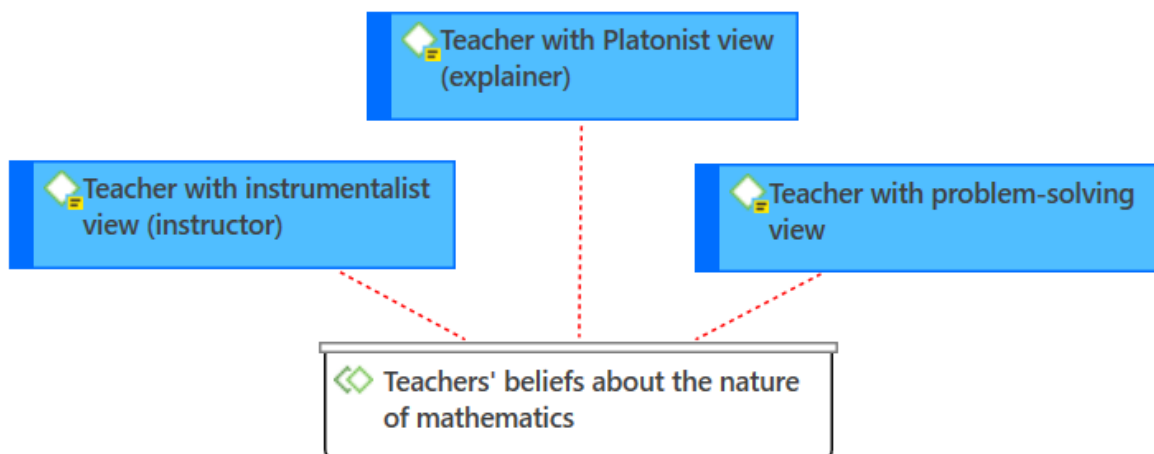 Teacher with Platonist view
(explainer)
Teacher with instrumentalist
view (instructor)
Teacher with problem-solving
view
Teachers' beliefs about the nature
of mathematics